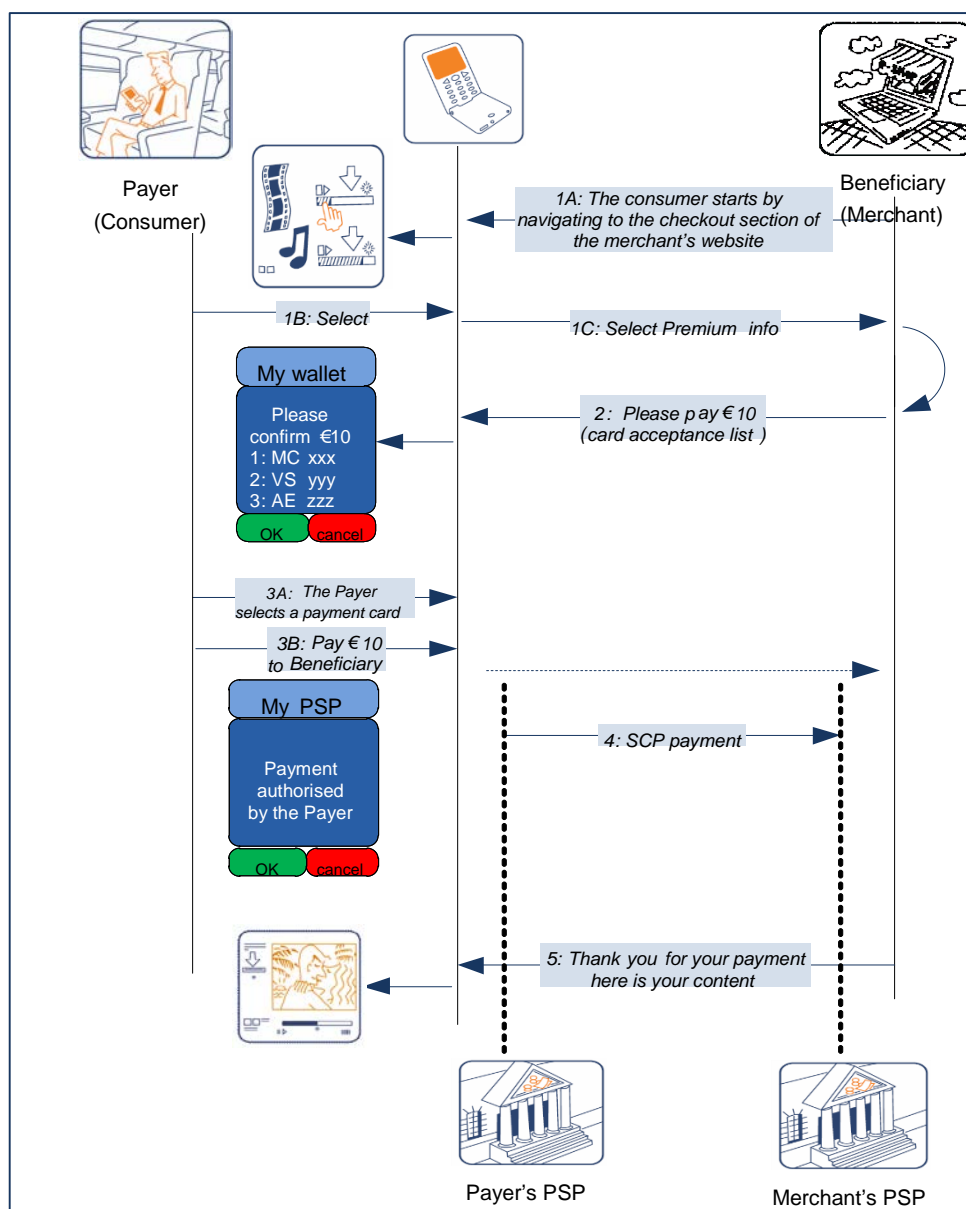 Payer
(Consumer)
Beneficiary
(Merchant)
1A: The consumer starts by
navigating to the checkout section of
the merchant's website
1B: Select
1C: Select Premium info
My wallet
Please
confirm €10
1: MC xxx
2: VS yyy
3: AE zzz
OK
cancel
2: Please pay €10
(card acceptance list )
3A: The Payer
selects a payment card
3B: Pay €10
to Beneficiary
My PSP
Payment
authorised
by the Payer
OK
cancel
4: SCP payment
5: Thank you for your payment
here is your content
Payer's PSP
Merchant's PSP